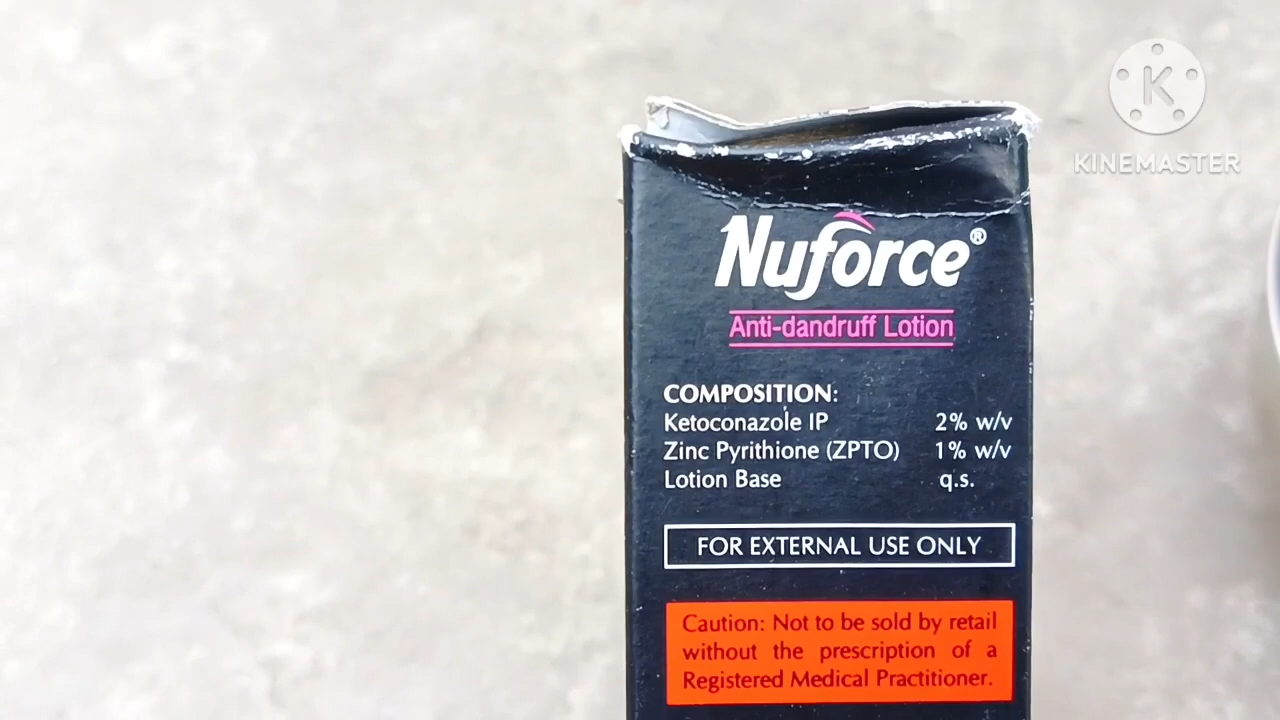 KINEMASTER
Nuforce®
Anti-dandruff Lotion
COMPOSITION:
Ketoconazole IP 2% w/v
Zinc Pyrithione (ZPTO) 1% w/v
Lotion Base q.s.
FOR EXTERNAL USE ONLY
Caution: Not to be sold by retail
without the prescription of a
Registered Medical Practitioner.